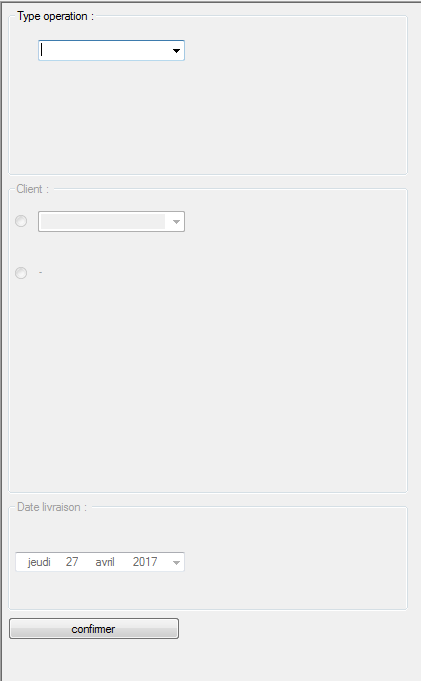 Type operation :
Client :
-
Date livraison :
jeudi 27 avril 2017
confirmer